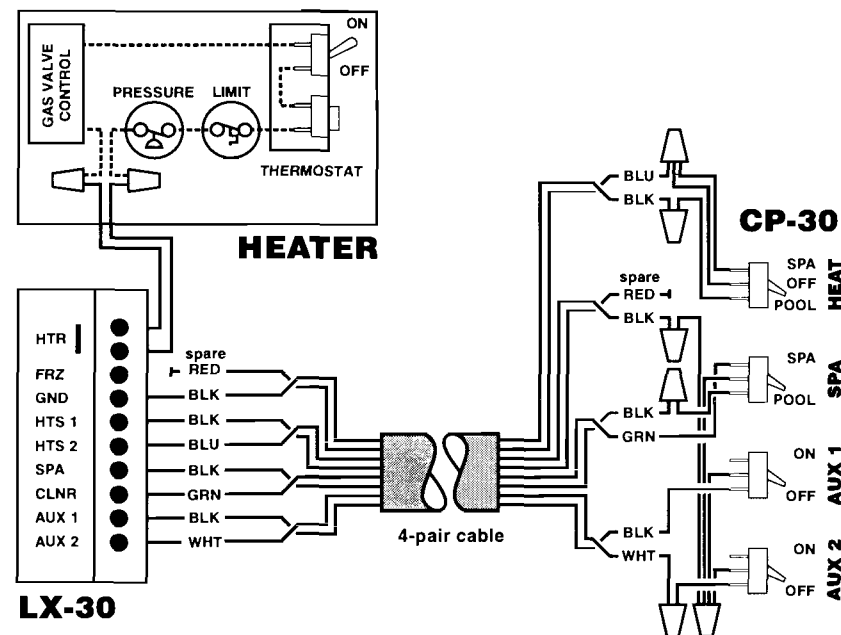 ON
OFF
GAS VALVE
CONTROL
PRESSURE
LIMIT
THERMOSTAT
HEATER
HTR
FRZ
GND
HTS 1
HTS 2
SPA
CLNR
AUX 1
AUX 2
LX-30
spare
RED
BLK
BLK
BLU
BLK
GRN
BLK
WHT
4-pair cable
BLU
BLK
spare
RED
BLK
BLK
GRN
BLK
WHT
CP-30
SPA
OFF
POOL
HEAT
SPA
POOL
SPA
ON
OFF
AUX 1
ON
OFF
AUX 2